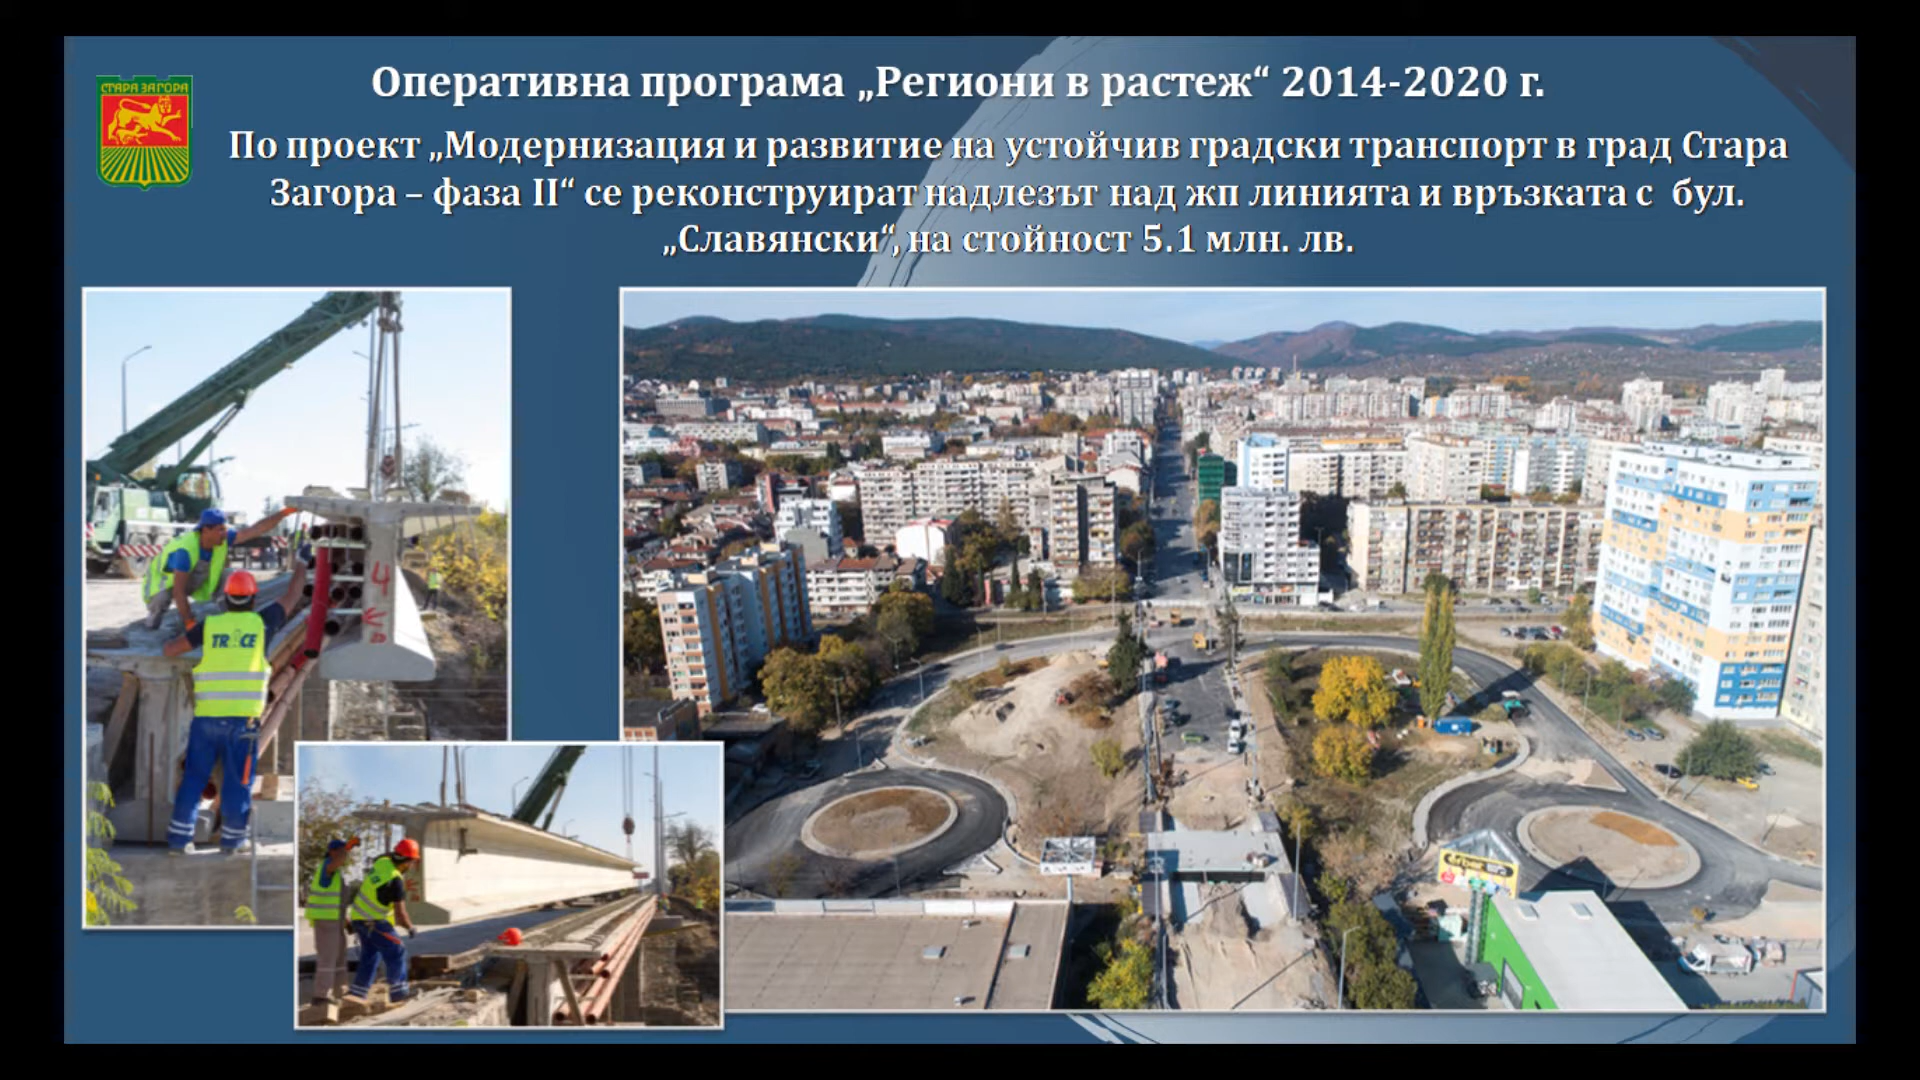 СТАРА ЗАГОРА
Оперативна програма „Региони в растеж“ 2014-2020 г.
По проект „Модернизация и развитие на устойчив градски транспорт в град Стара
Загора – фаза II“ се реконструират надлезът над жп линията и връзката с бул.
„Славянски“, на стойност 5.1 млн. лв.
4
TRACE